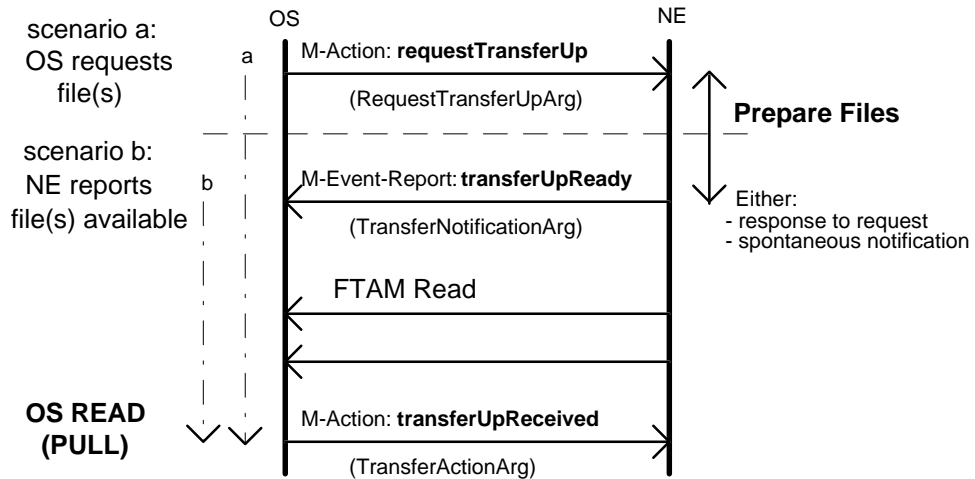 OS
NE
scenario a:
OS requests
file(s)
a
M-Action: requestTransferUp
(RequestTransferUpArg)
Prepare Files
scenario b:
NE reports
file(s) available
b
M-Event-Report: transferUpReady
(TransferNotificationArg)
Either:
- response to request
- spontaneous notification
FTAM Read
OS READ
(PULL)
M-Action: transferUpReceived
(TransferActionArg)